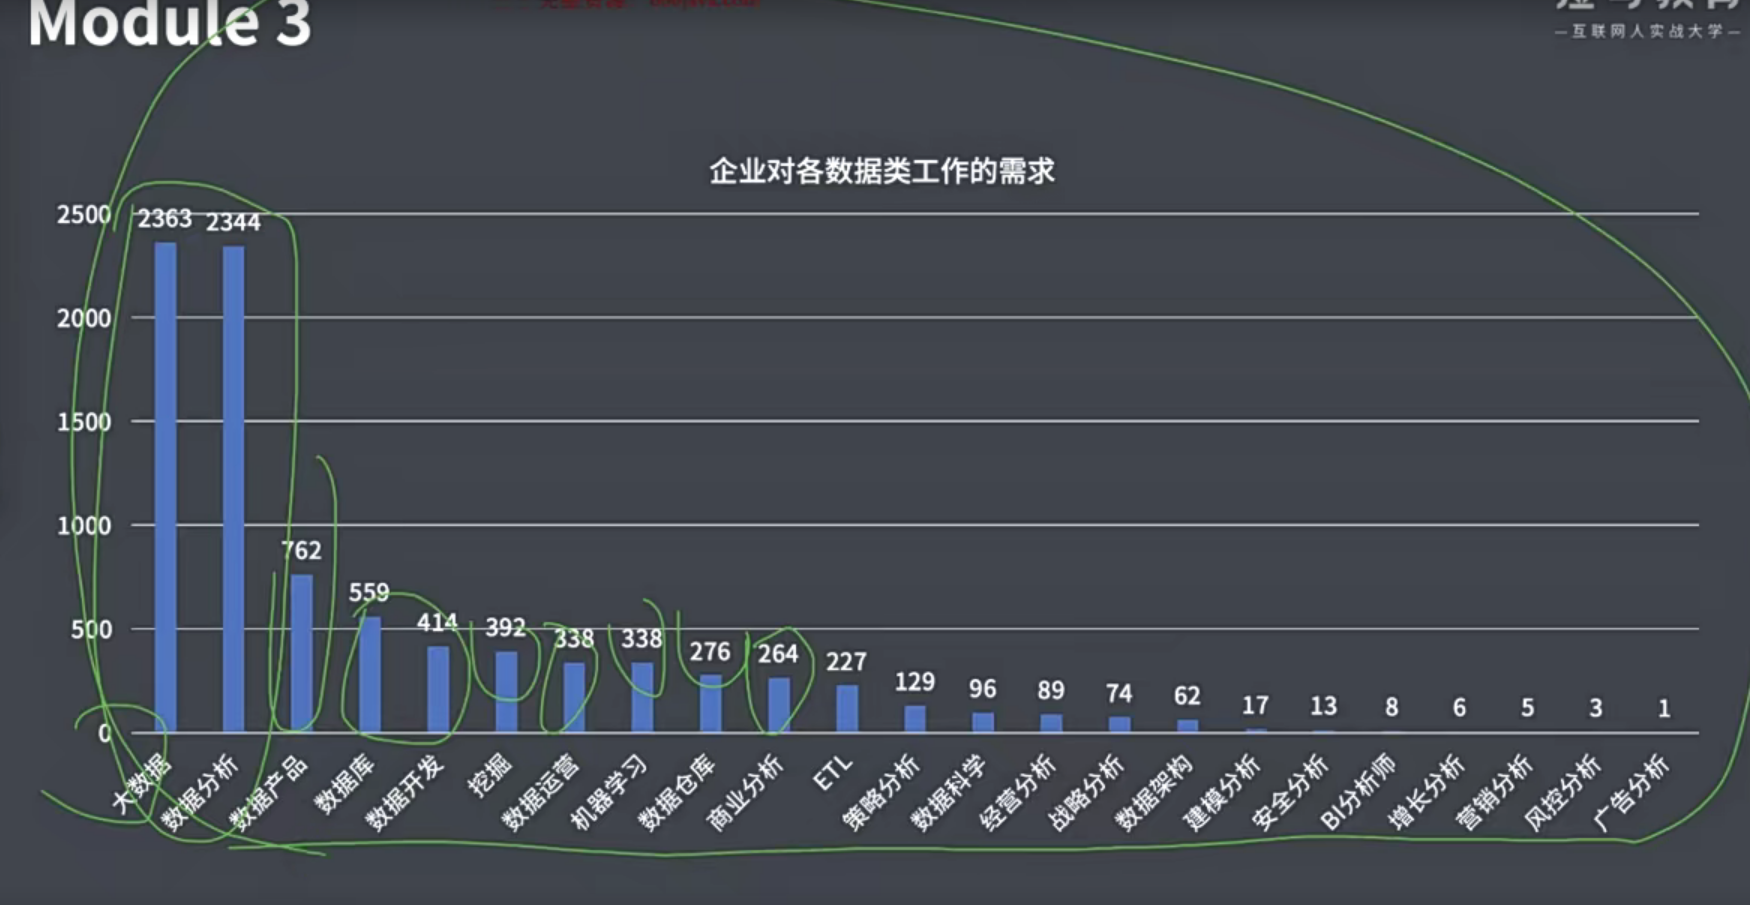 Module 3
—互联网人实战大学—
企业对各数据类工作的需求
2500
2000
1500
1000
500
0
2363
2344
762
559
414
392
338
338
276
264
227
129
96
89
74
62
17
13
8
6
5
3
1
大数据
数据分析
数据产品
数据库
数据开发
挖掘
数据运营
机器学习
数据仓库
商业分析
ETL
策略分析
数据科学
经营分析
战略分析
数据架构
建模分析
安全分析
BI分析师
增长分析
营销分析
风控分析
广告分析